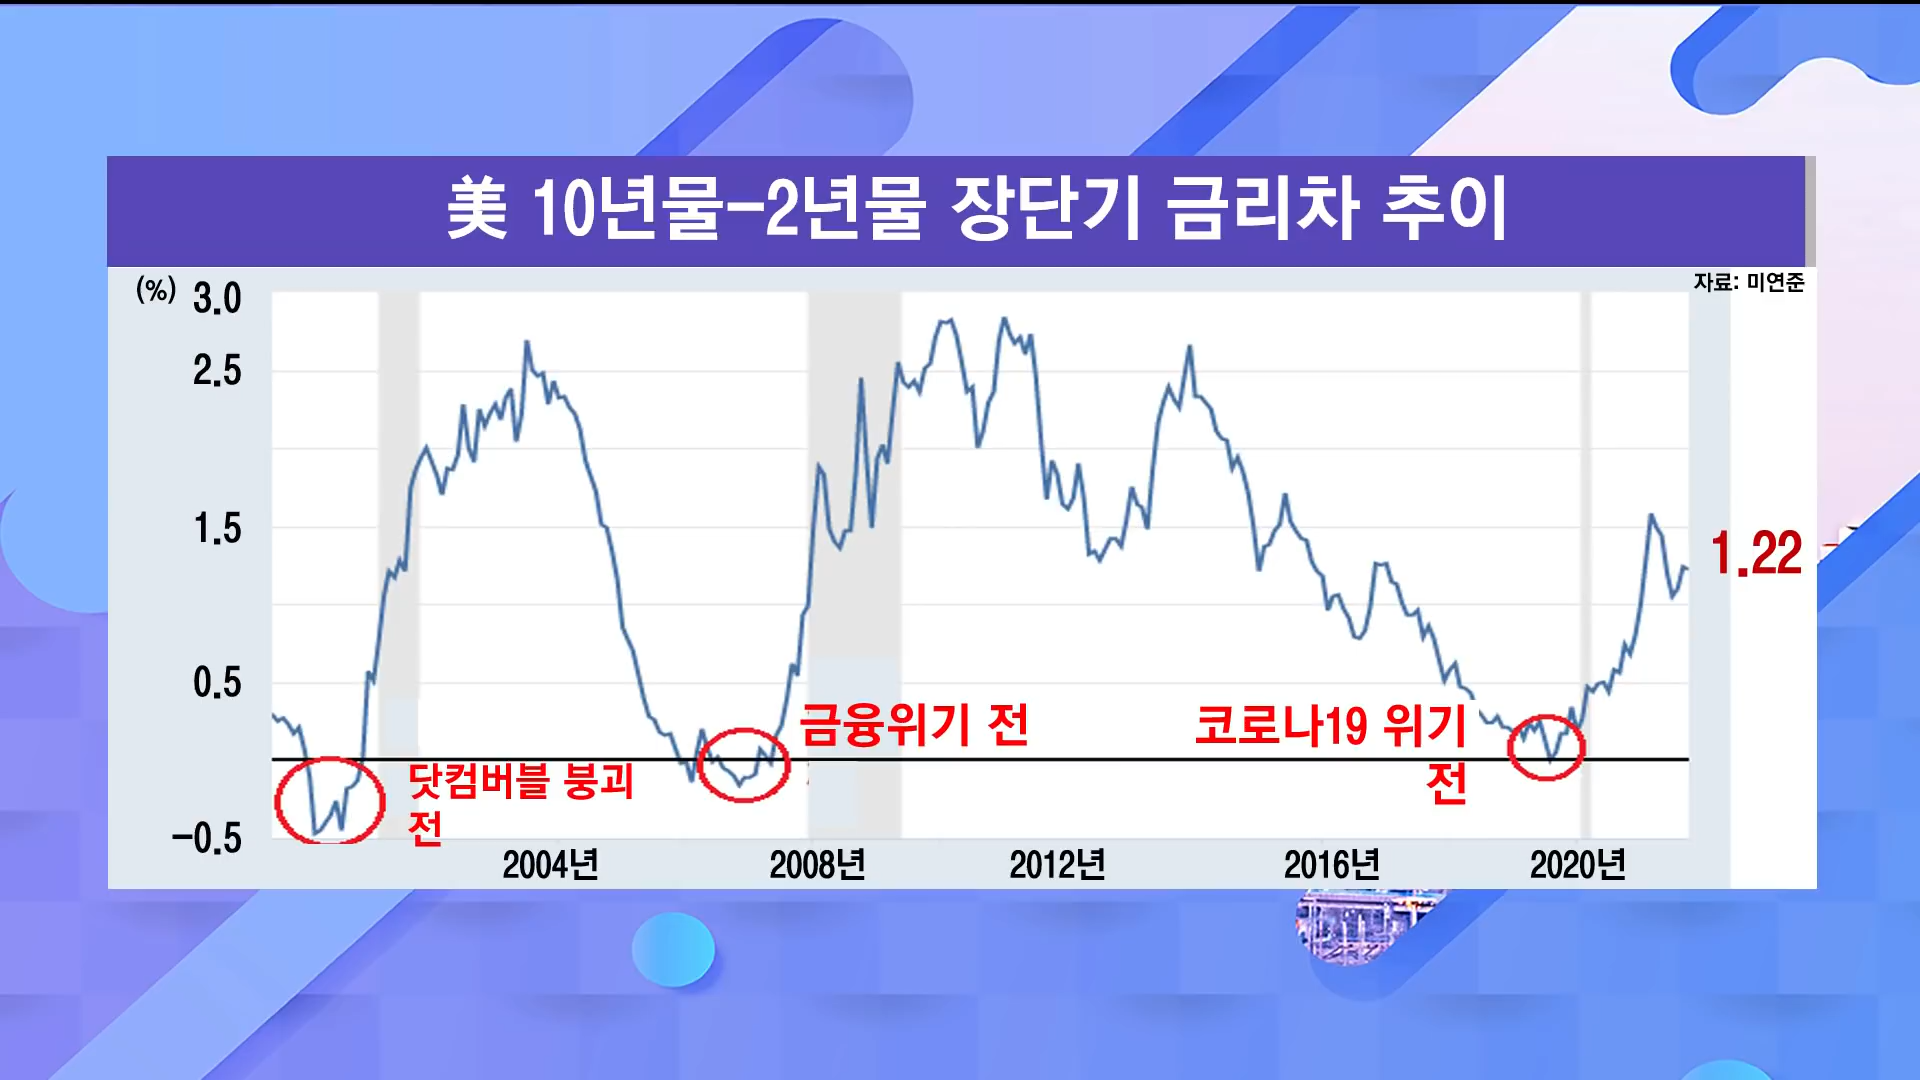 美 10년물-2년물 장단기 금리차 추이
(%)
자료: 미연준
3.0
2.5
1.5
1.22
0.5
금융위기 전
코로나19 위기
전
닷컴버블 붕괴
전
-0.5
2004년 2008년 2012년 2016년 2020년